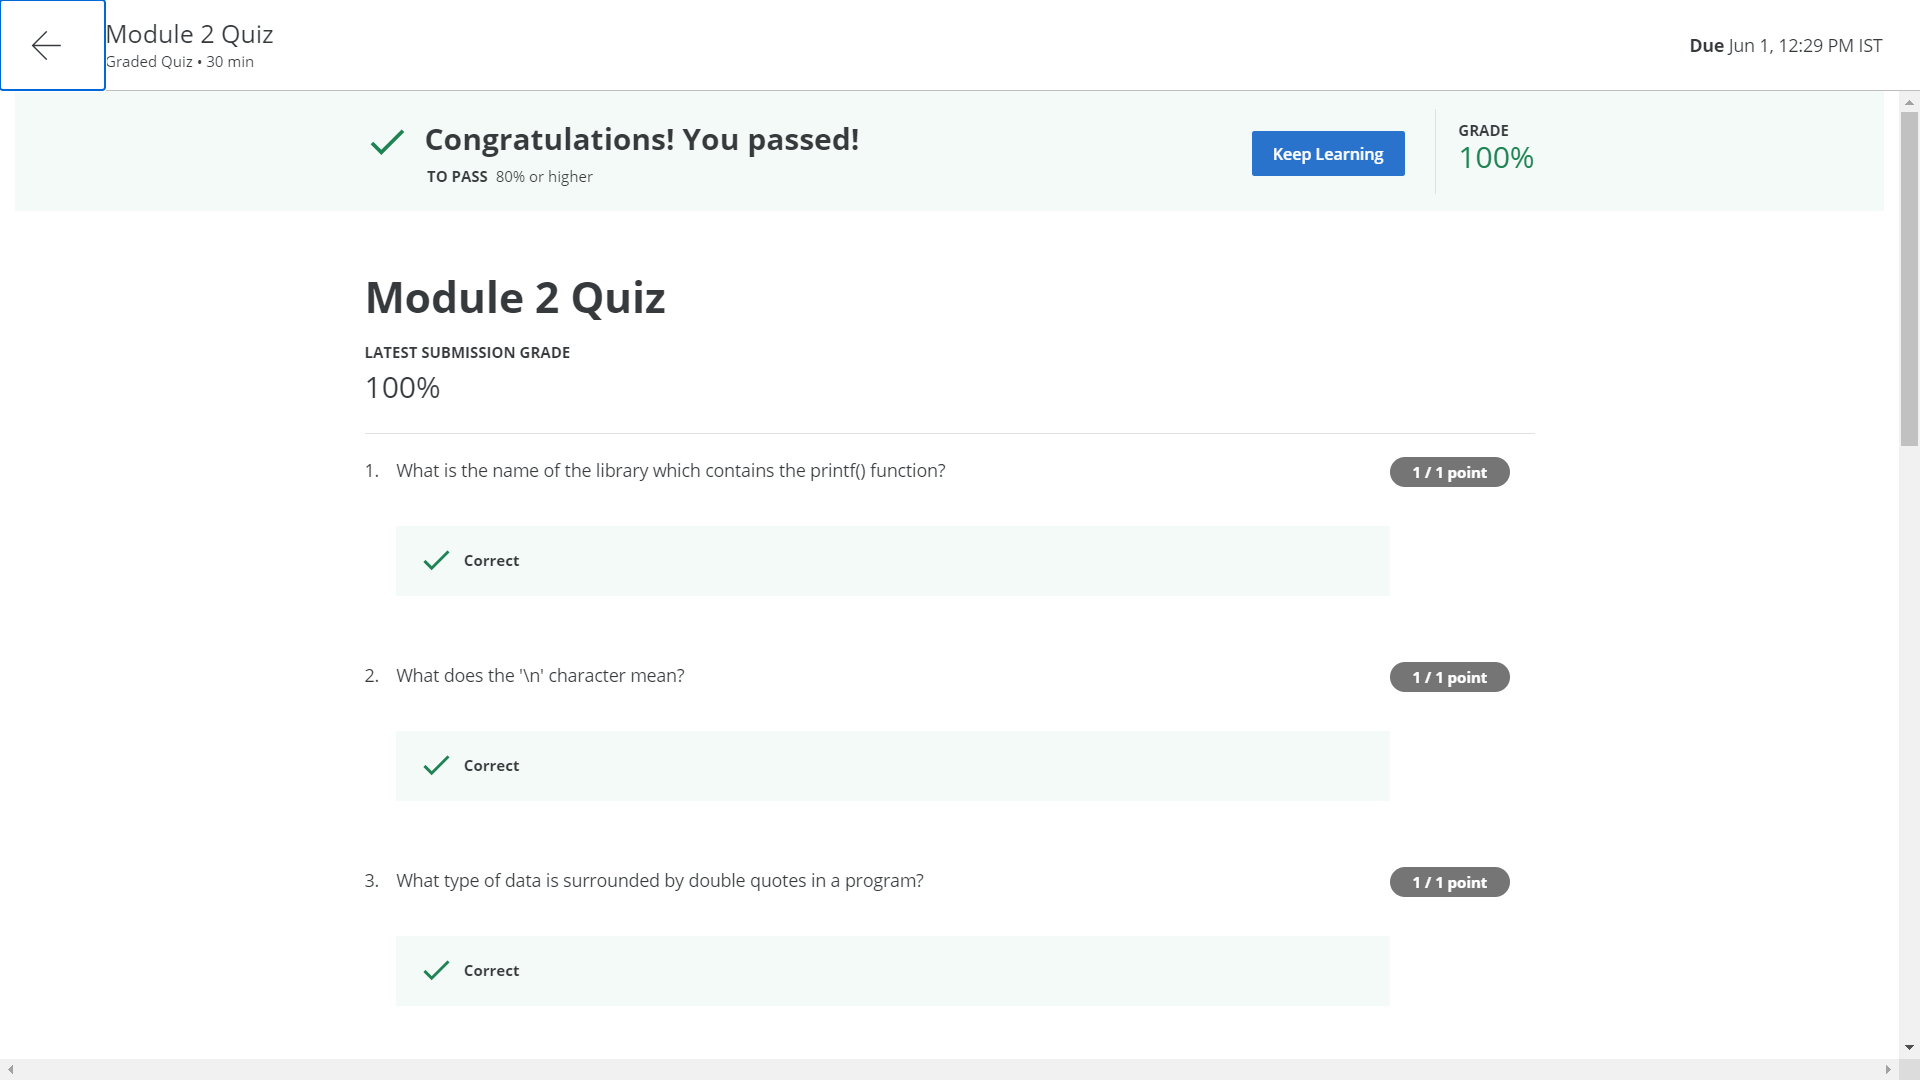 Module 2 Quiz
Graded Quiz • 30 min
Due Jun 1, 12:29 PM IST
Congratulations! You passed!
TO PASS 80% or higher
Keep Learning
GRADE
100%
Module 2 Quiz
LATEST SUBMISSION GRADE
100%
1. What is the name of the library which contains the printf() function?
1 / 1 point
Correct
2. What does the '\n' character mean?
1 / 1 point
Correct
3. What type of data is surrounded by double quotes in a program?
1 / 1 point
Correct